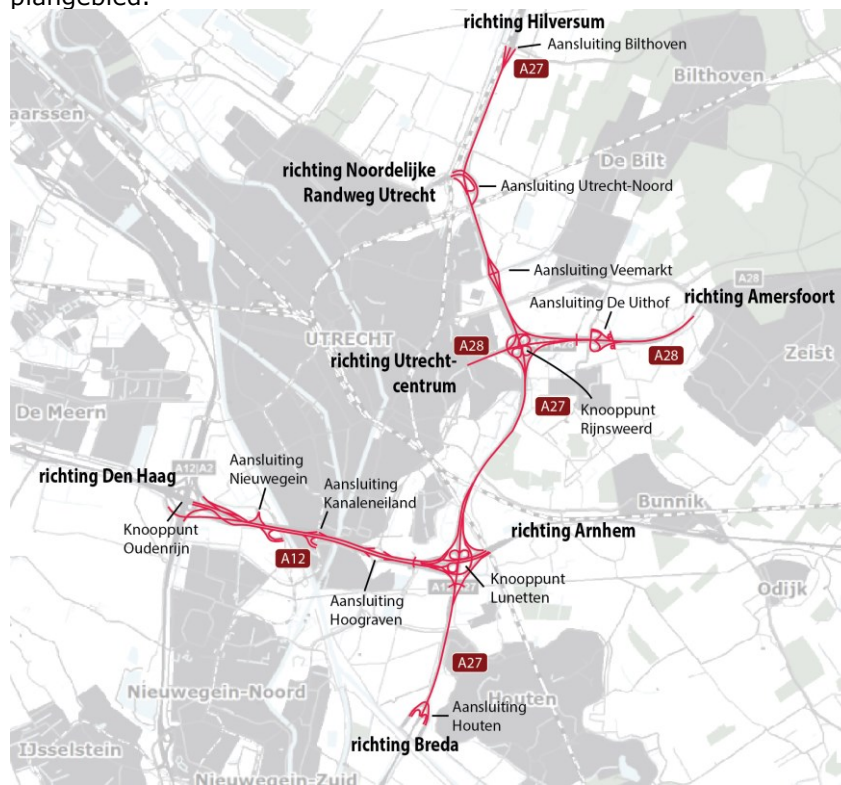 plangebied.
richting Hilversum
Aansluiting Bilthoven
A27
Bilthoven
aarssen
De Bilt
richting Noordelijke
Randweg Utrecht
Aansluiting Utrecht-Noord
Aansluiting Veemarkt
A28
Aansluiting De Uithof
richting Amersfoort
UTRECHT
A28
richting Utrecht-
centrum
A28
Zeist
A27
Knooppunt
Rijnsweerd
De Meern
richting Den Haag
A12
A2
Aansluiting
Nieuwegein
Aansluiting
Kanaleneiland
Bunnik
Knooppunt
Oudenrijn
richting Arnhem
A12
Knooppunt
Lunetten
Odijk
Aansluiting
Hoograven
A27
Nieuwegein-Noord
Houten
Aansluiting
Houten
IJsselstein
richting Breda
Nieuwegein-Zuid